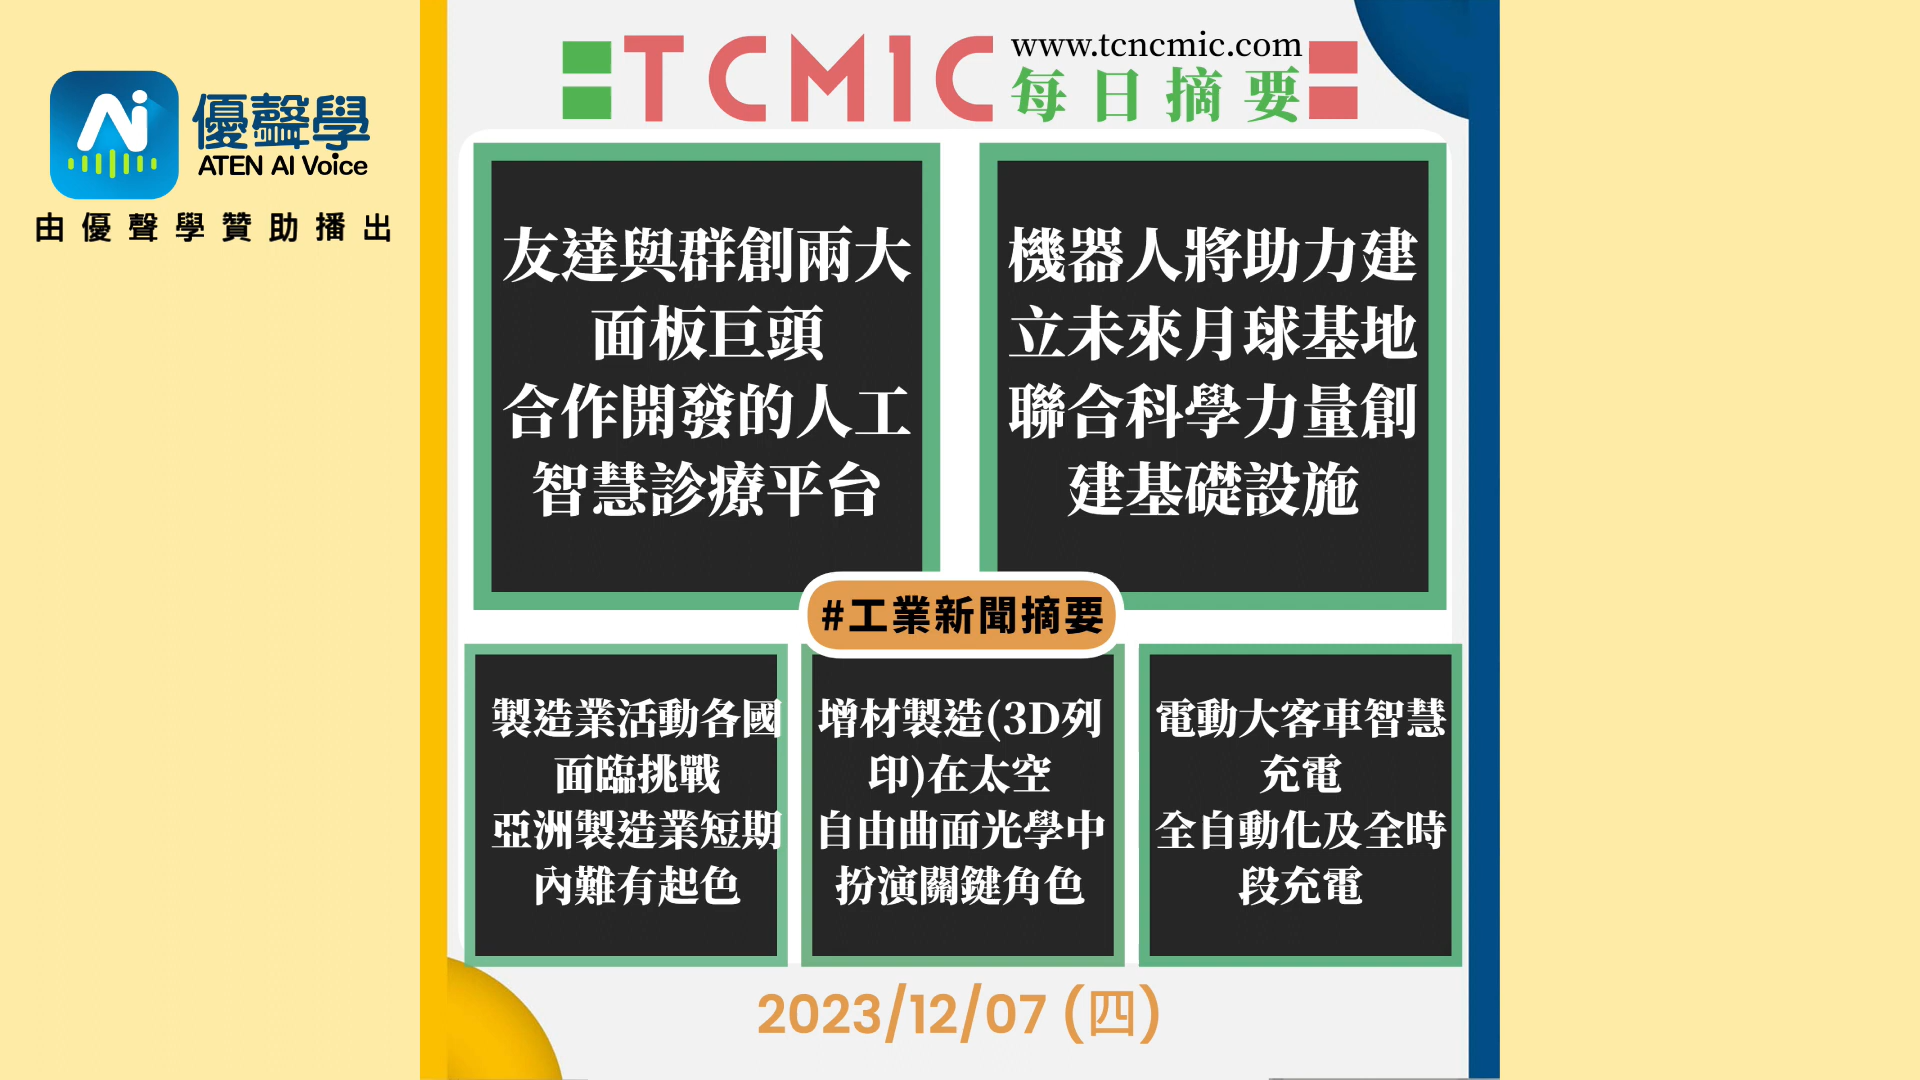 Ai
優聲學
ATEN AI Voice
由優聲學贊助播出
TCMIC
www.tcncmic.com
每日摘要
友達與群創兩大
面板巨頭
合作開發的人工
智慧診療平台
機器人將助力建
立未來月球基地
聯合科學力量創
建基礎設施
#工業新聞摘要
製造業活動各國
面臨挑戰
亞洲製造業短期
內難有起色
增材製造(3D列
印)在太空
自由曲面光學中
扮演關鍵角色
電動大客車智慧
充電
全自動化及全時
段充電
2023/12/07 (四)